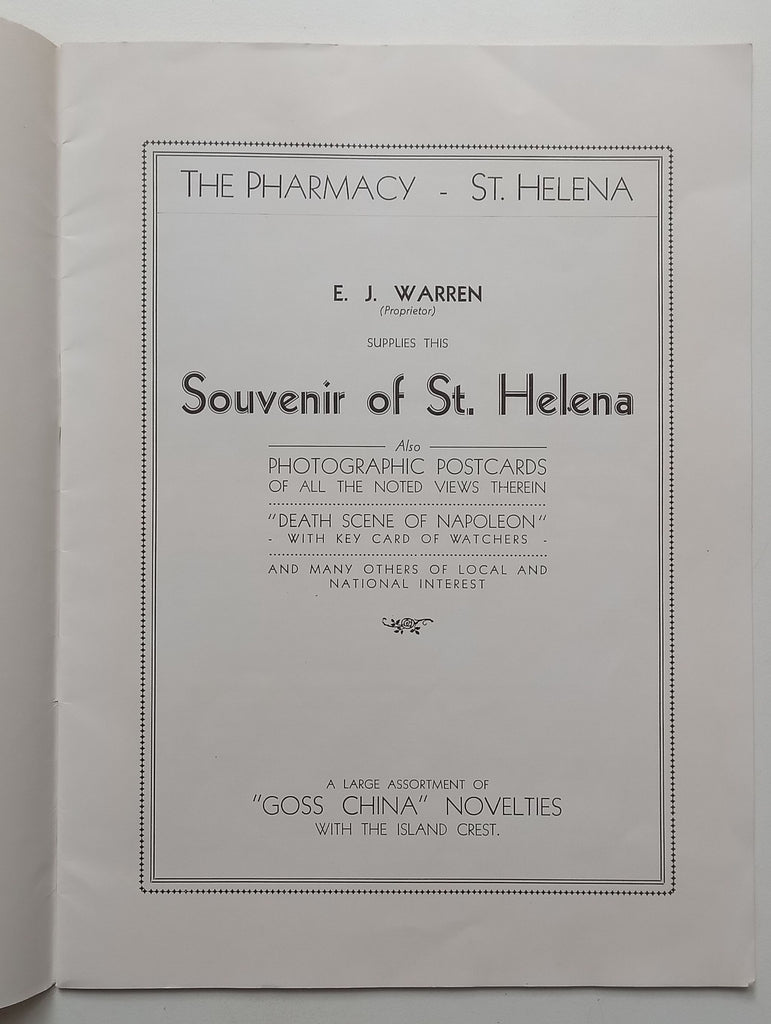 THE PHARMACY - ST. HELENA
E. J. WARREN
(Proprietor)
SUPPLIES THIS
Souvenir of St. Helena
Also
PHOTOGRAPHIC POSTCARDS
OF ALL THE NOTED VIEWS THEREIN
"DEATH SCENE OF NAPOLEON"
- WITH KEY CARD OF WATCHERS -
AND MANY OTHERS OF LOCAL AND
NATIONAL INTEREST
A LARGE ASSORTMENT OF
"GOSS CHINA" NOVELTIES
WITH THE ISLAND CREST.